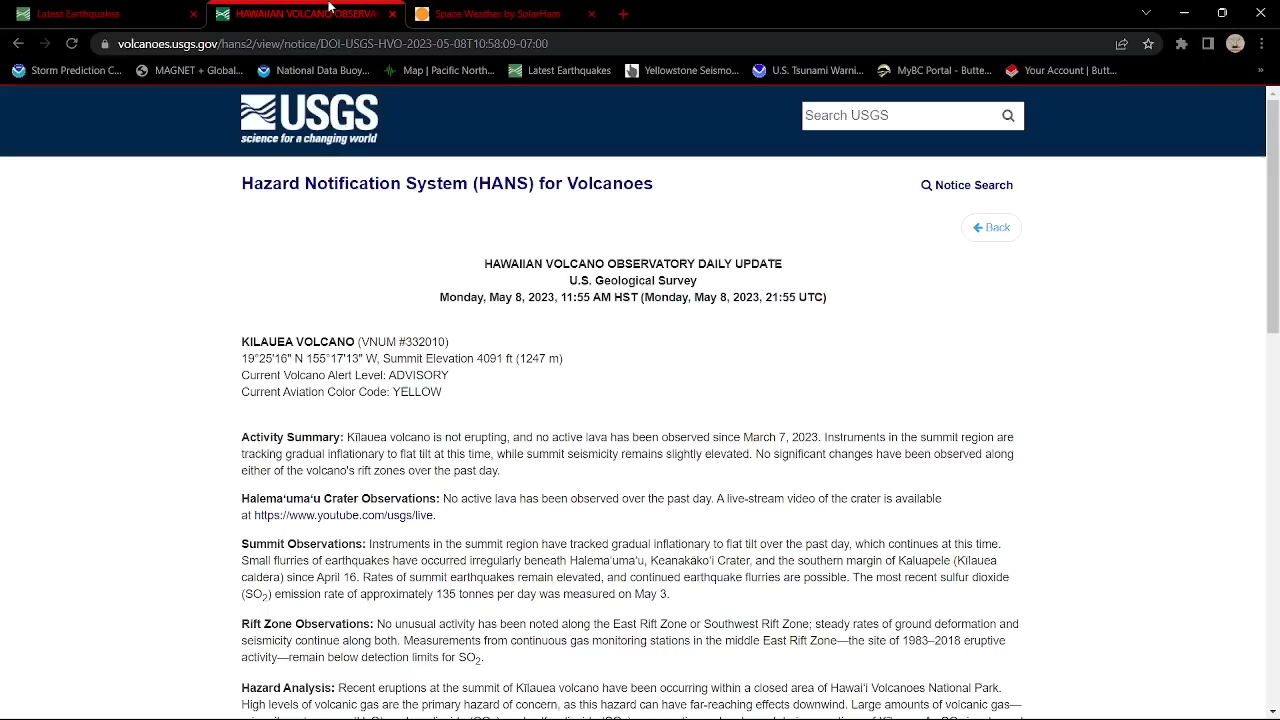 Latest Earthquakes
HAWAIIAN VOLCANO OBSERVA
Space Weather by SolarHam
volcanoes.usgs.gov/hans2/view/notice/DOI-USGS-HVO-2023-05-08T10:58:09-07:00
Storm Prediction C...
MAGNET + Global...
National Data Buoy...
Map | Pacific North...
Latest Earthquakes
Yellowstone Seismo...
U.S. Tsunami Warni...
MyBC Portal - Butte...
Your Account | Butt...
»
USGS
science for a changing world
Search USGS
Hazard Notification System (HANS) for Volcanoes
Notice Search
Back
HAWAIIAN VOLCANO OBSERVATORY DAILY UPDATE
U.S. Geological Survey
Monday, May 8, 2023, 11:55 AM HST (Monday, May 8, 2023, 21:55 UTC)
KILAUEA VOLCANO (VNUM #332010)
19°25'16" N 155°17'13" W, Summit Elevation 4091 ft (1247 m)
Current Volcano Alert Level: ADVISORY
Current Aviation Color Code: YELLOW
Activity Summary: Kīlauea volcano is not erupting, and no active lava has been observed since March 7, 2023. Instruments in the summit region are
tracking gradual inflationary to flat tilt at this time, while summit seismicity remains slightly elevated. No significant changes have been observed along
either of the volcano's rift zones over the past day.
Halemaʻumaʻu Crater Observations: No active lava has been observed over the past day. A live-stream video of the crater is available
at https://www.youtube.com/usgs/live.
Summit Observations: Instruments in the summit region have tracked gradual inflationary to flat tilt over the past day, which continues at this time.
Small flurries of earthquakes have occurred irregularly beneath Halemaʻumaʻu, Keanakākoʻi Crater, and the southern margin of Kaluapele (Kīlauea
caldera) since April 16. Rates of summit earthquakes remain elevated, and continued earthquake flurries are possible. The most recent sulfur dioxide
(SO2) emission rate of approximately 135 tonnes per day was measured on May 3.
Rift Zone Observations: No unusual activity has been noted along the East Rift Zone or Southwest Rift Zone; steady rates of ground deformation and
seismicity continue along both. Measurements from continuous gas monitoring stations in the middle East Rift Zone—the site of 1983–2018 eruptive
activity—remain below detection limits for SO2.
Hazard Analysis: Recent eruptions at the summit of Kīlauea volcano have been occurring within a closed area of Hawaiʻi Volcanoes National Park.
High levels of volcanic gas are the primary hazard of concern, as this hazard can have far-reaching effects downwind. Large amounts of volcanic gas—